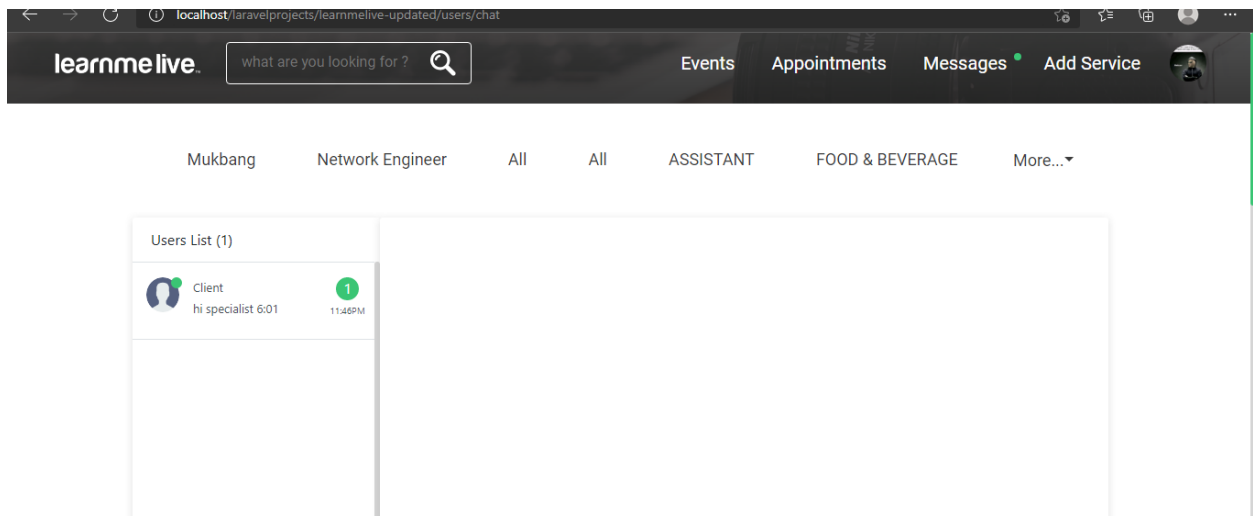 localhost/laravelprojects/learnmelive-updated/users/chat
learnmelive.
what are you looking for ?
Events Appointments Messages Add Service
Mukbang Network Engineer All All ASSISTANT FOOD & BEVERAGE More...
Users List (1)
Client 1
hi specialist 6:01 11:46PM